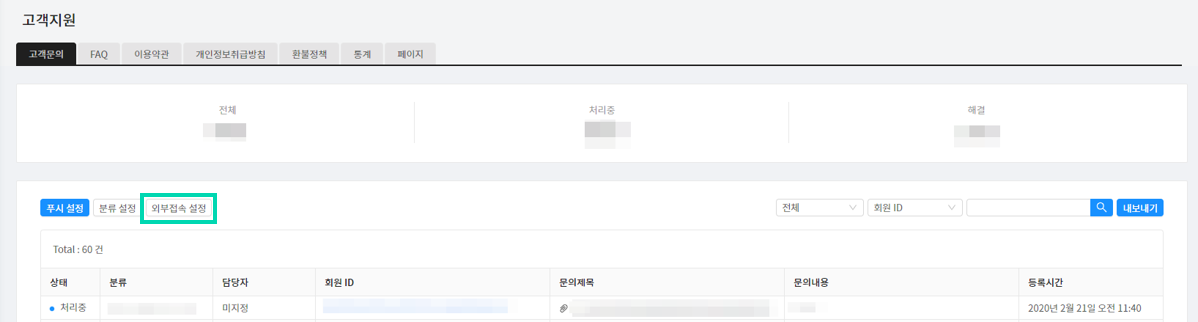 고객지원
고객문의 FAQ 이용약관 개인정보취급방침 환불정책 통계 페이지
전체 처리중 해결
푸시 설정 분류 설정 외부접속 설정 전체 회원 ID 내보내기
Total : 60 건
상태 분류 담당자 회원 ID 문의제목 문의내용 등록시간
처리중 미지정 2020년 2월 21일 오전 11:40